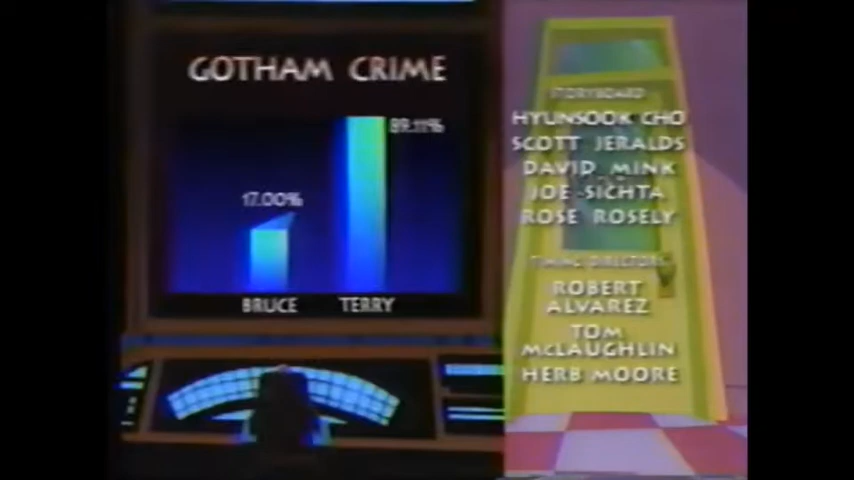 GOTHAM CRIME
89.11%
17.00%
BRUCE TERRY
STORYBOARD
HYUNSOOK CHO
SCOTT JERALDS
DAVID MINK
JOE SICHTA
ROSE ROSELY
TIMING DIRECTORS
ROBERT
ALVAREZ
TOM
McLAUGHLIN
HERB MOORE